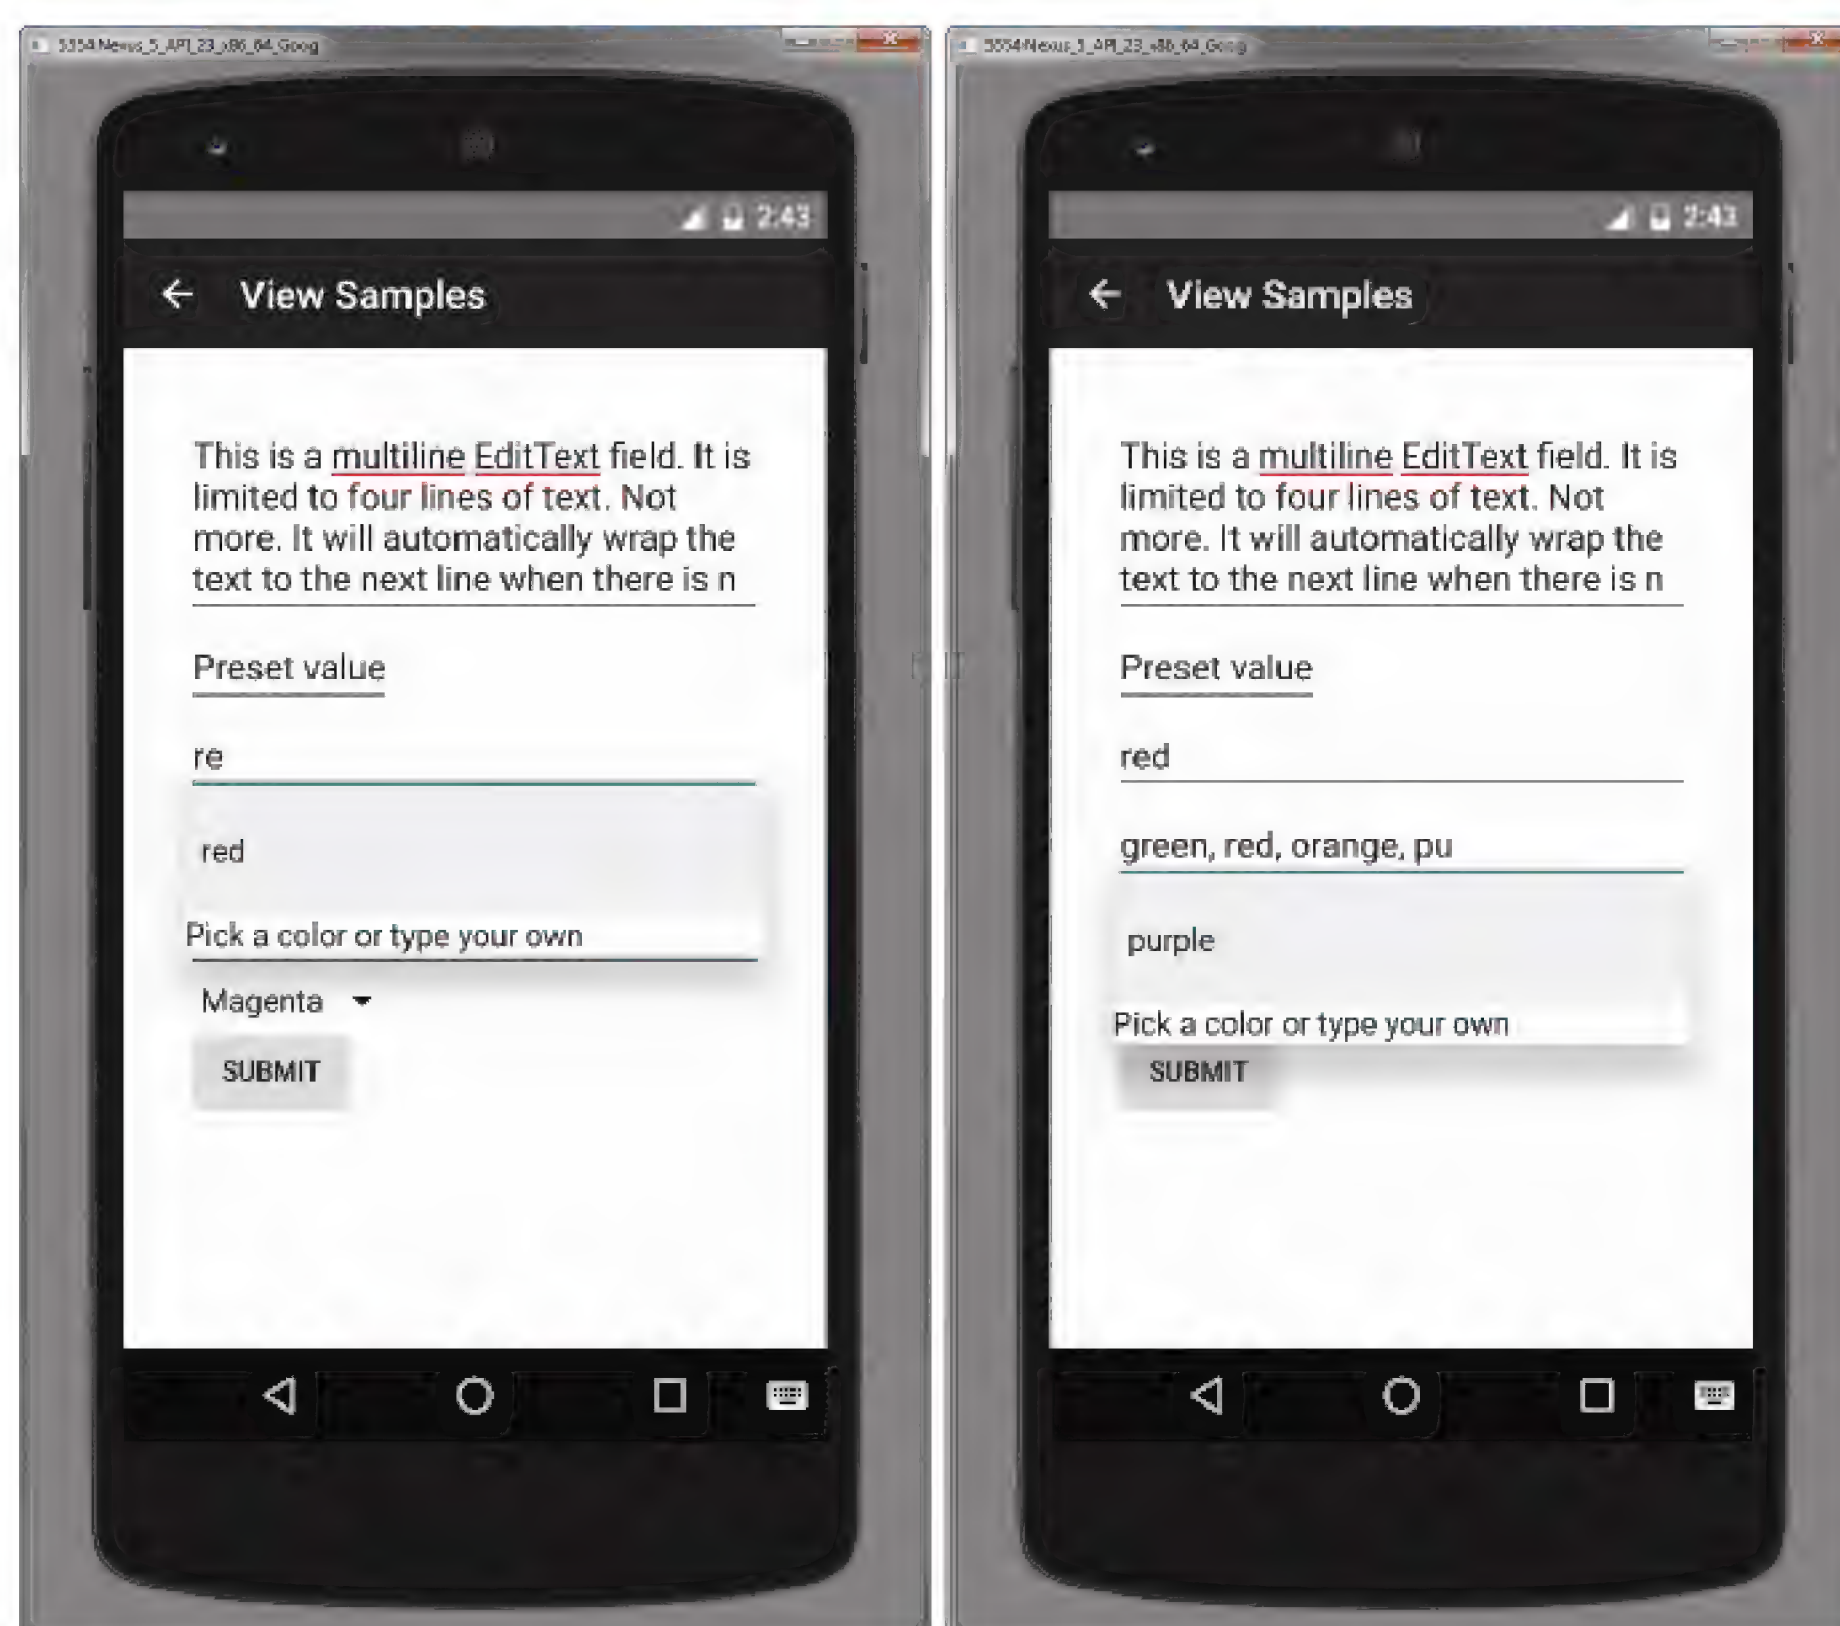 5554:Nexus_5_API_23_x86_64_Goog
2:43
View Samples
This is a multiline EditText field. It is
limited to four lines of text. Not
more. It will automatically wrap the
text to the next line when there is n
Preset value
re
red
Pick a color or type your own
Magenta
SUBMIT
5554:Nexus_5_API_23_x86_64_Goog
2:43
View Samples
This is a multiline EditText field. It is
limited to four lines of text. Not
more. It will automatically wrap the
text to the next line when there is n
Preset value
red
green, red, orange, pu
purple
Pick a color or type your own
SUBMIT